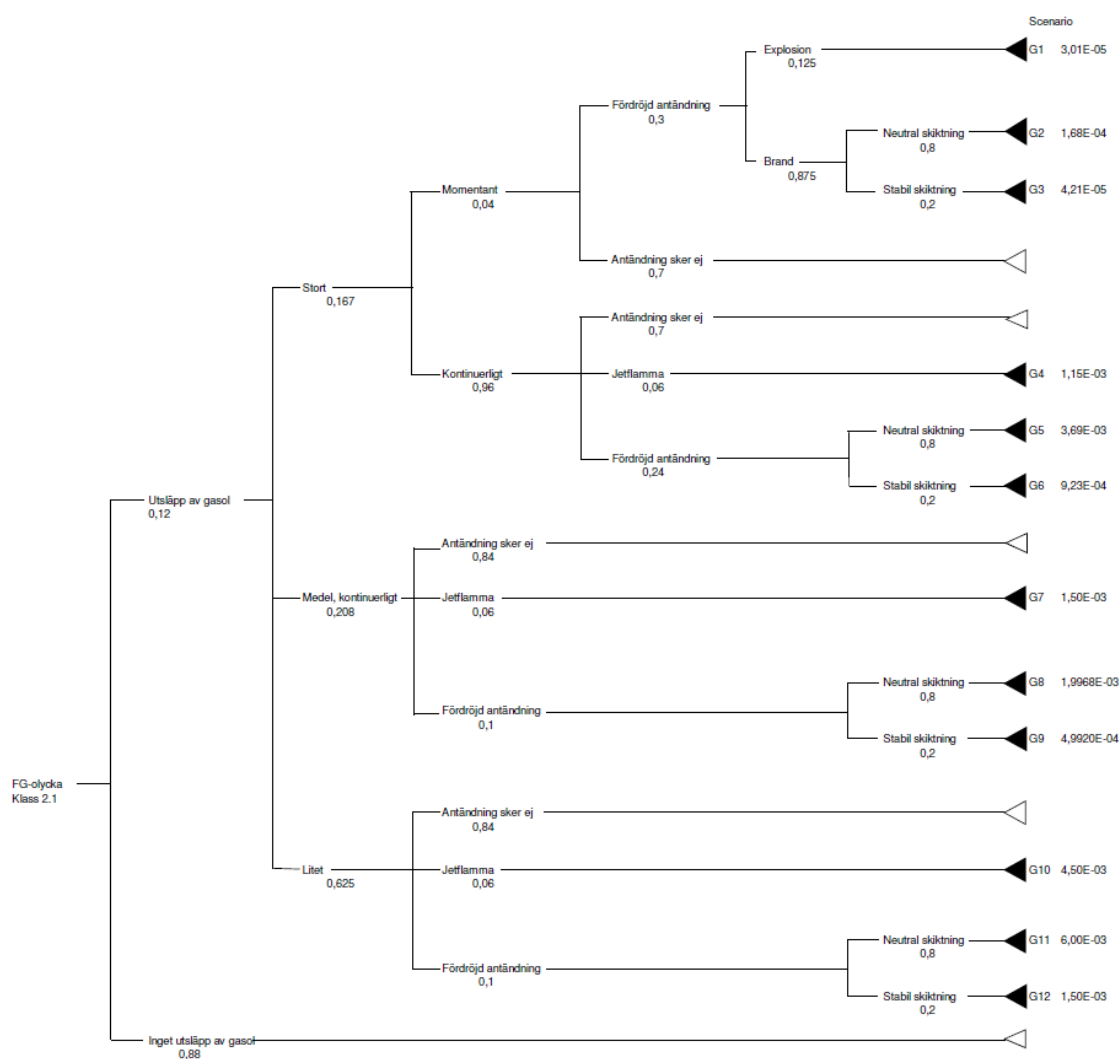 Scenario
Explosion
0,125
G1 3,01E-05
Fördröjd antändning
0,3
Neutral skiktning
0,8
G2 1,68E-04
Brand
0,875
Momentant
0,04
Stabil skiktning
0,2
G3 4,21E-05
Antändning sker ej
0,7
Stort
0,167
Antändning sker ej
0,7
Kontinuerligt
0,96
Jetflamma
0,06
G4 1,15E-03
Neutral skiktning
0,8
G5 3,69E-03
Fördröjd antändning
0,24
Stabil skiktning
0,2
G6 9,23E-04
Utsläpp av gasol
0,12
Antändning sker ej
0,84
Medel, kontinuerligt
0,208
Jetflamma
0,06
G7 1,50E-03
Neutral skiktning
0,8
G8 1,9968E-03
Fördröjd antändning
0,1
Stabil skiktning
0,2
G9 4,9920E-04
FG-olycka
Klass 2.1
Antändning sker ej
0,84
Litet
0,625
Jetflamma
0,06
G10 4,50E-03
Neutral skiktning
0,8
G11 6,00E-03
Fördröjd antändning
0,1
Stabil skiktning
0,2
G12 1,50E-03
Inget utsläpp av gasol
0,88